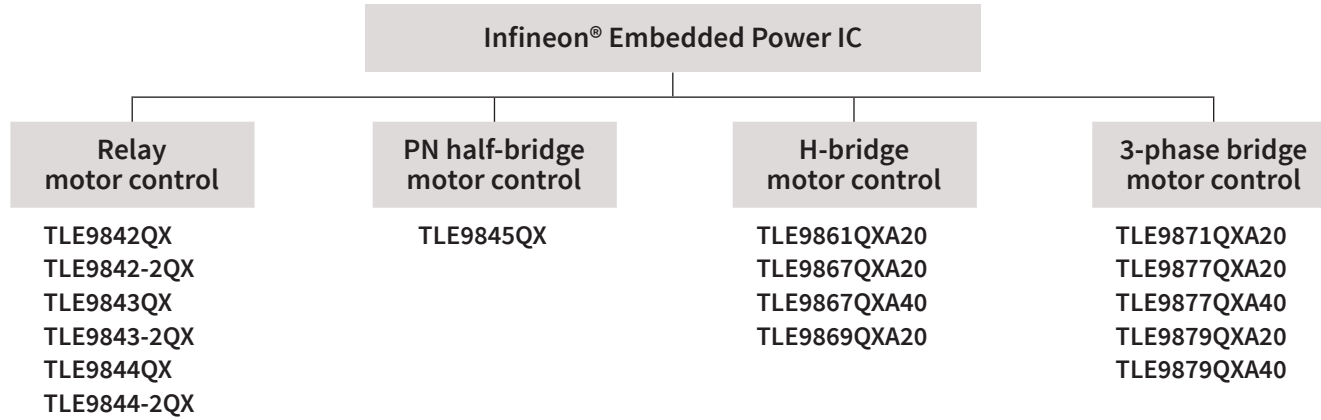 Infineon® Embedded Power IC
Relay
motor control
TLE9842QX
TLE9842-2QX
TLE9843QX
TLE9843-2QX
TLE9844QX
TLE9844-2QX
PN half-bridge
motor control
TLE9845QX
H-bridge
motor control
TLE9861QXA20
TLE9867QXA20
TLE9867QXA40
TLE9869QXA20
3-phase bridge
motor control
TLE9871QXA20
TLE9877QXA20
TLE9877QXA40
TLE9879QXA20
TLE9879QXA40